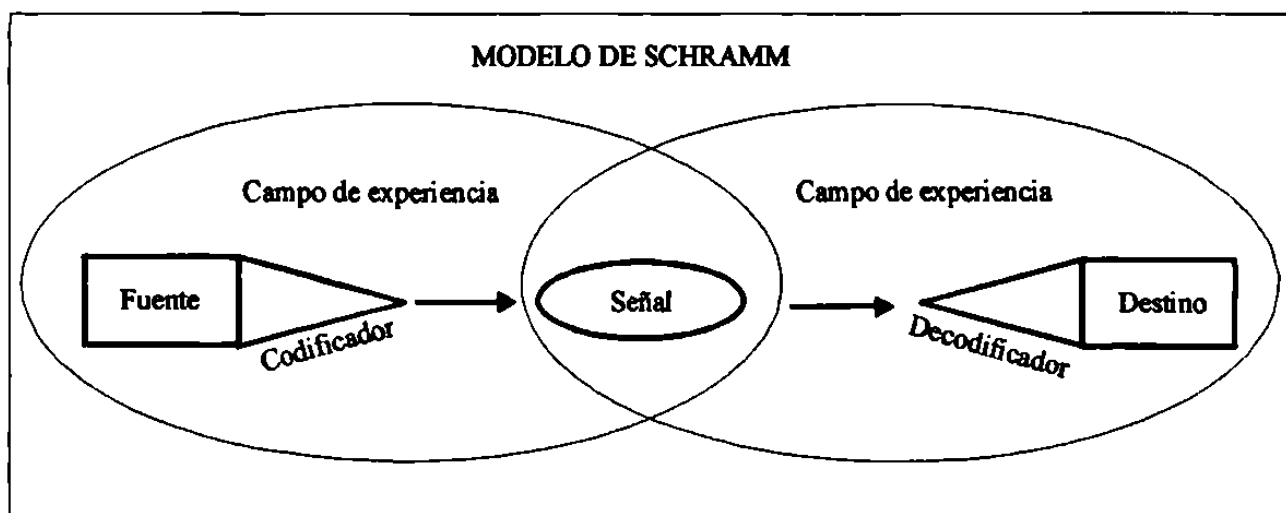 MODELO DE SCHRAMM
Campo de experiencia
Campo de experiencia
Fuente
Codificador
Señal
Decodificador
Destino